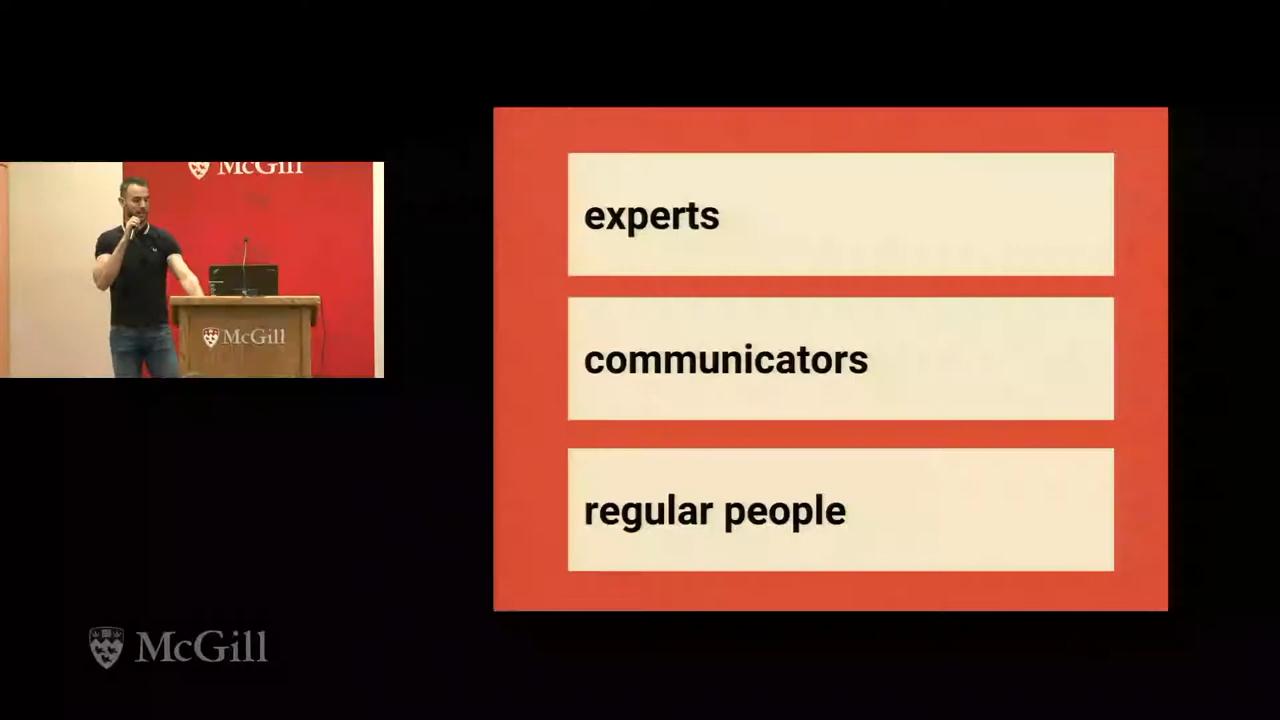 McGill
McGill
experts
communicators
regular people
McGill